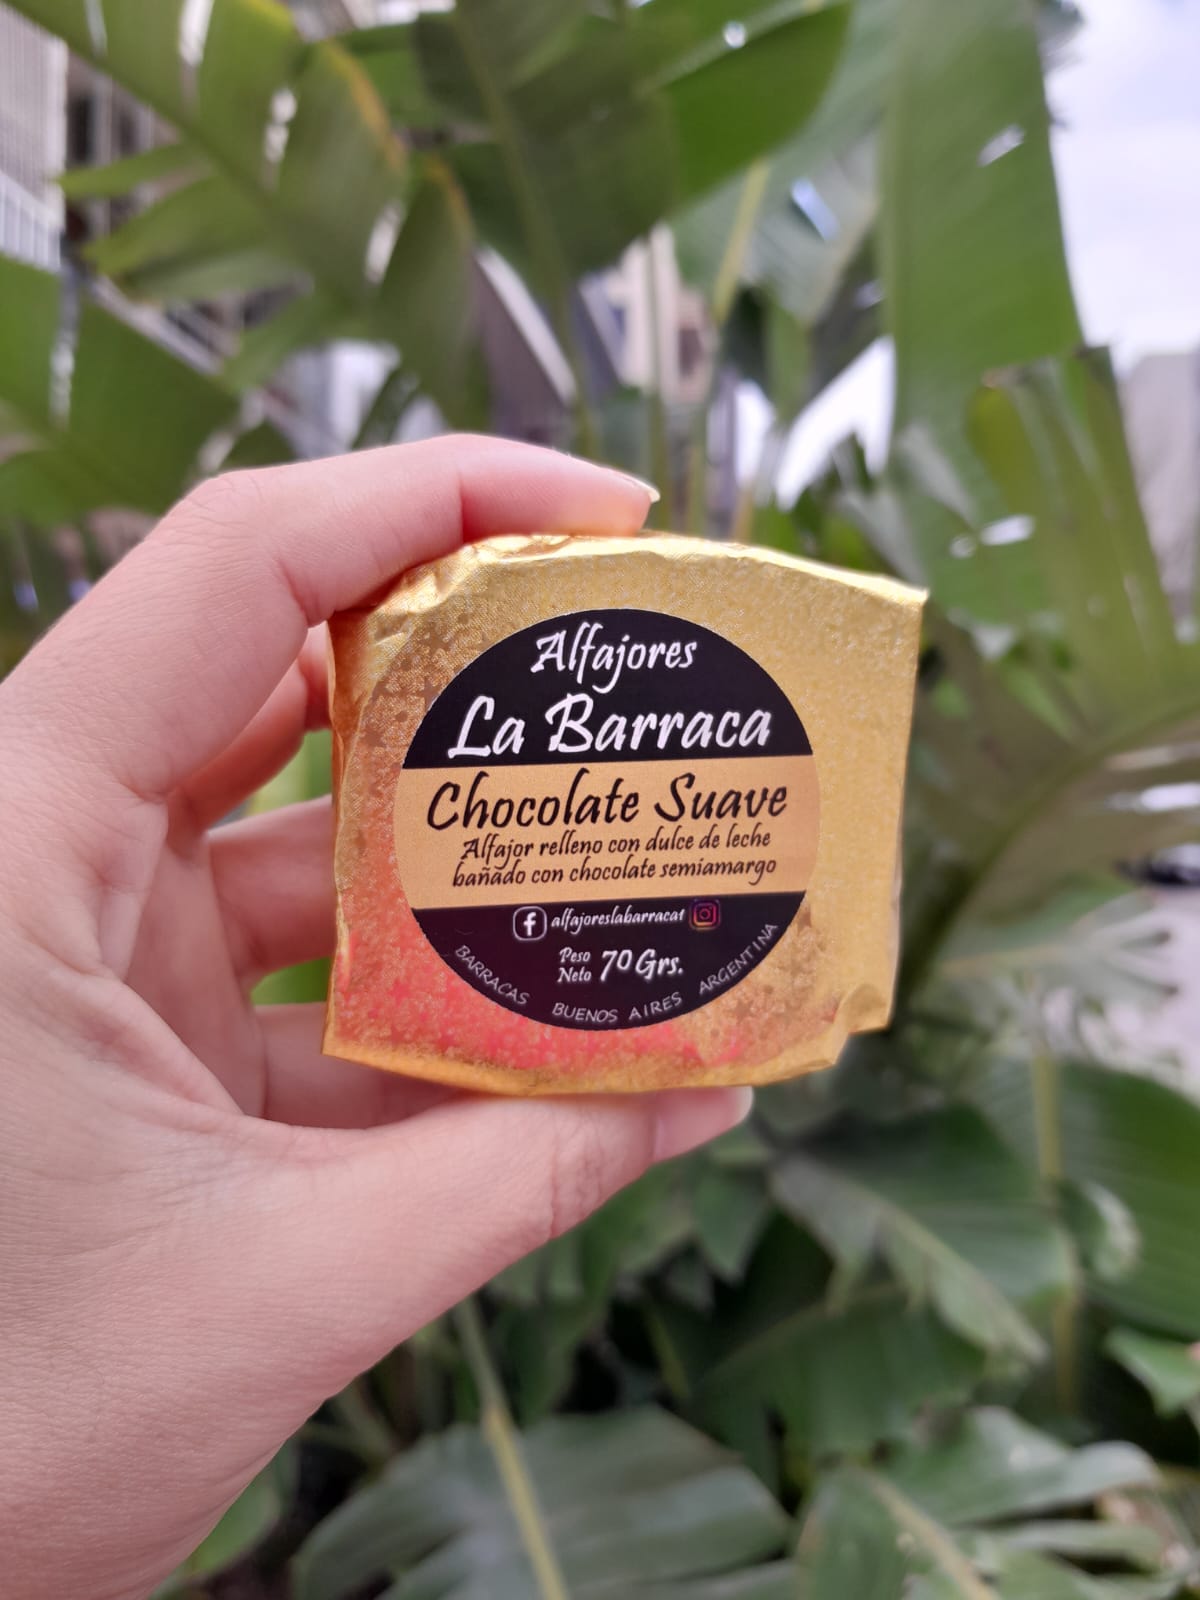 Alfajores
La Barraca
Chocolate Suave
Alfajor relleno con dulce de leche
bañado con chocolate semiamargo
alfajoreslabarraca1
Peso Neto 70 Grs.
BARRACAS BUENOS AIRES ARGENTINA